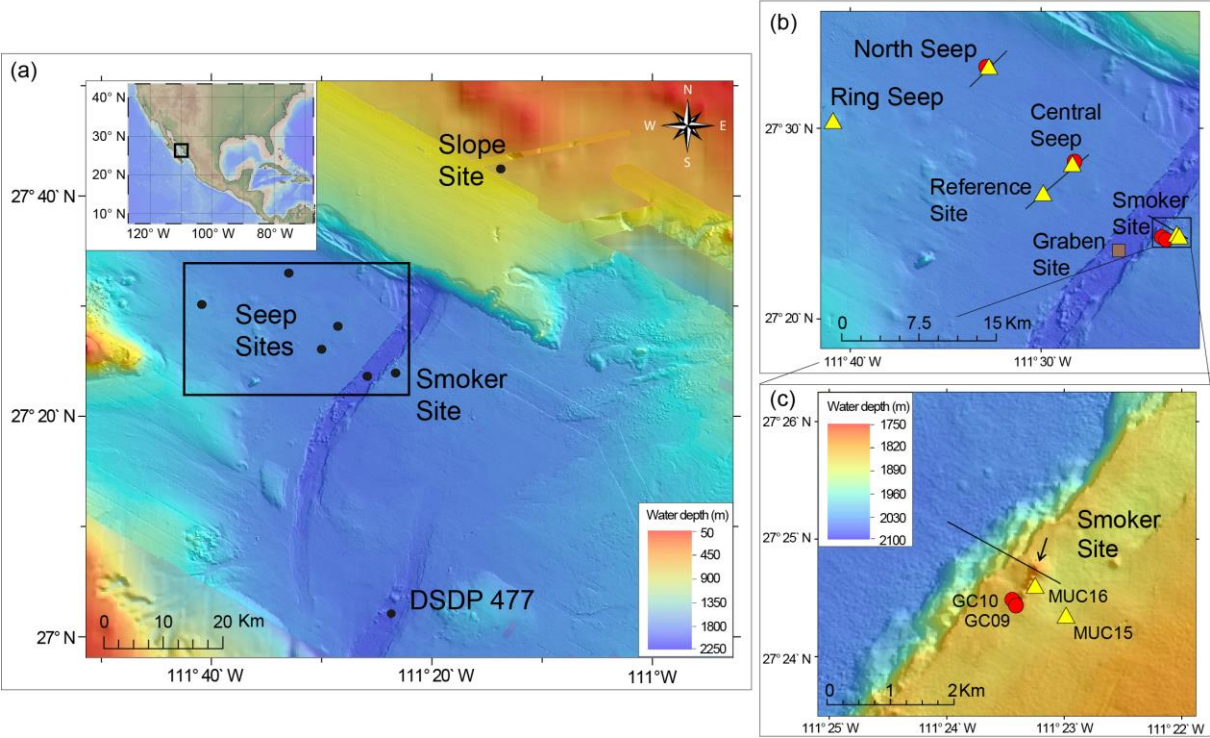 (a)
40° N
30° N
20° N
10° N
120° W
100° W
80° W
N
W
E
S
Slope
Site
27° 40' N
27° 30' N
27° 20' N
27° N
Seep
Sites
Smoker
Site
DSDP 477
0 10 20 Km
Water depth (m)
50
450
900
1350
1800
2250
111° 40' W
111° 20' W
111° W
(b)
North Seep
Ring Seep
Central
Seep
Reference
Site
Smoker
Site
Graben
Site
27° 30' N
27° 20' N
0 7.5 15 Km
111° 40' W
111° 30' W
(c)
Water depth (m)
1750
1820
1890
1960
2030
2100
27° 26' N
27° 25' N
27° 24' N
Smoker
Site
GC10
GC09
MUC16
MUC15
0 1 2 Km
111° 25' W
111° 24' W
111° 23' W
111° 22' W